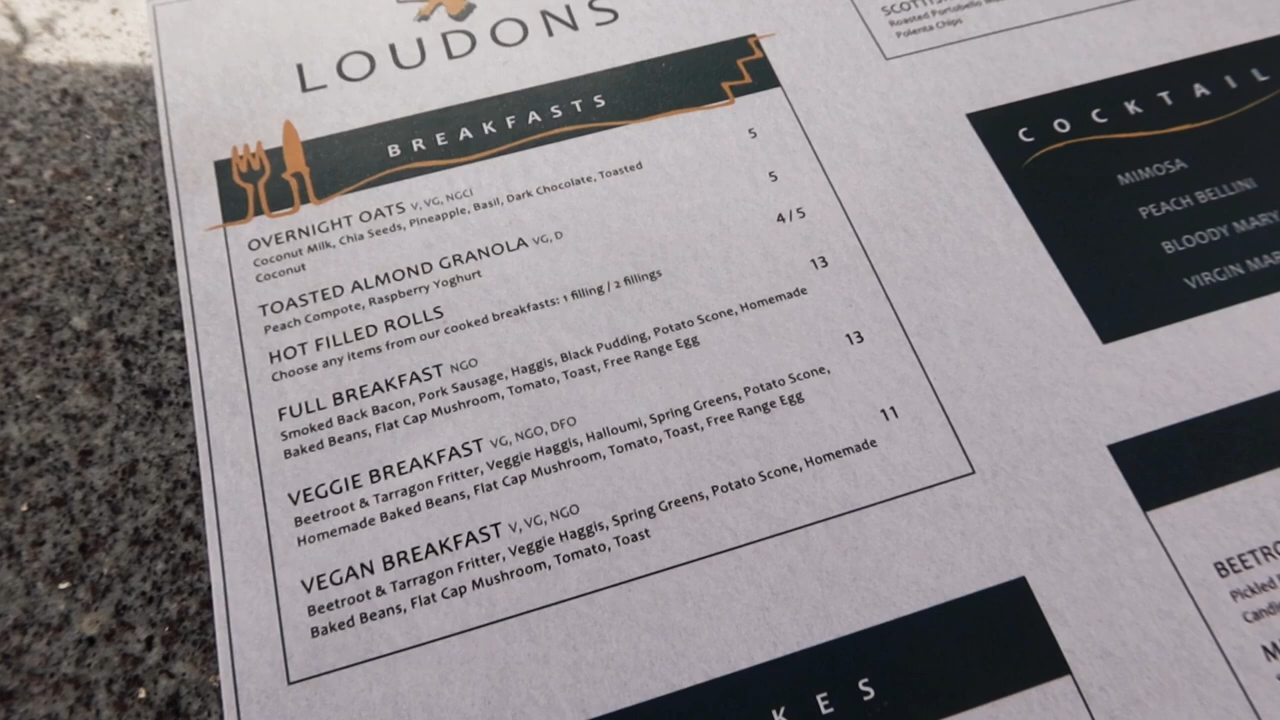 LOUDONS
BREAKFASTS
OVERNIGHT OATS V, VG, NGCI 5
Coconut Milk, Chia Seeds, Pineapple, Basil, Dark Chocolate, Toasted
Coconut
TOASTED ALMOND GRANOLA VG, D 5
Peach Compote, Raspberry Yoghurt
HOT FILLED ROLLS 4/5
Choose any items from our cooked breakfasts: 1 filling / 2 fillings
FULL BREAKFAST NGO 13
Smoked Back Bacon, Pork Sausage, Haggis, Black Pudding, Potato Scone, Homemade
Baked Beans, Flat Cap Mushroom, Tomato, Toast, Free Range Egg
VEGGIE BREAKFAST VG, NGO, DFO 13
Beetroot & Tarragon Fritter, Veggie Haggis, Halloumi, Spring Greens, Potato Scone,
Homemade Baked Beans, Flat Cap Mushroom, Tomato, Toast, Free Range Egg
VEGAN BREAKFAST V, VG, NGO 11
Beetroot & Tarragon Fritter, Veggie Haggis, Spring Greens, Potato Scone, Homemade
Baked Beans, Flat Cap Mushroom, Tomato, Toast
KES
Roasted Portobello
Polenta Chips
COCKTAIL
MIMOSA
PEACH BELLINI
BLOODY MARY
VIRGIN MAR
BEETRO
Pickled